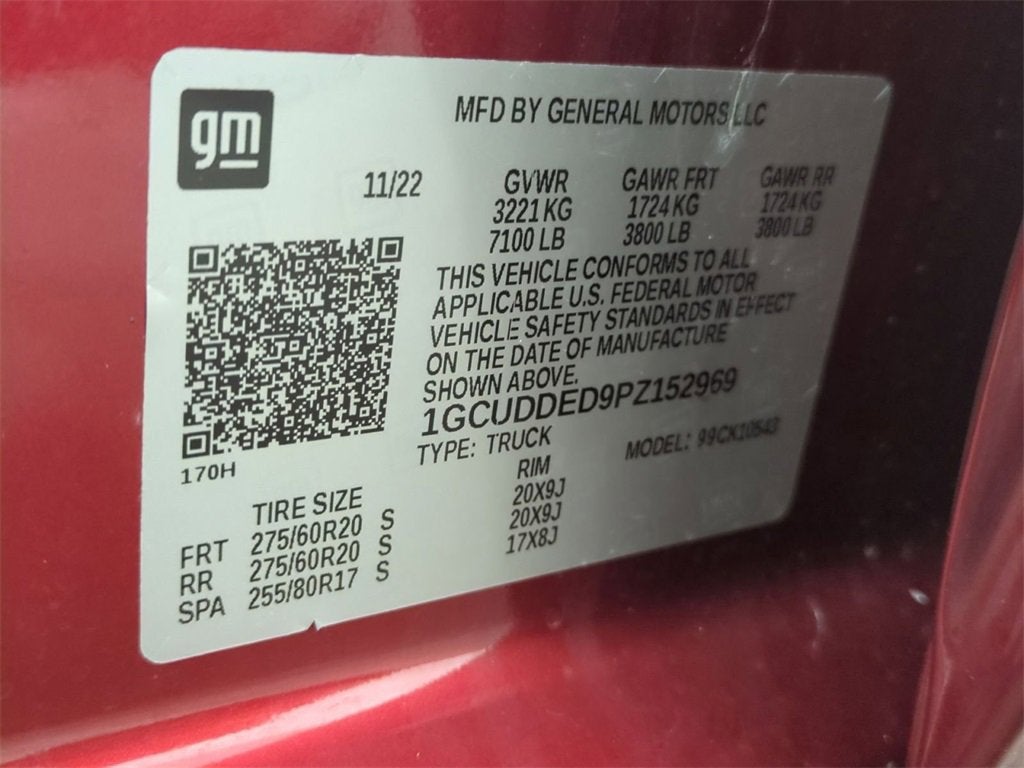 gm
MFD BY GENERAL MOTORS LLC
11/22 GVWR GAWR FRT GAWR RR
3221 KG 1724 KG 1724 KG
7100 LB 3800 LB 3800 LB
THIS VEHICLE CONFORMS TO ALL
APPLICABLE U.S. FEDERAL MOTOR
VEHICLE SAFETY STANDARDS IN EFFECT
ON THE DATE OF MANUFACTURE
SHOWN ABOVE.
1GCUDDED9PZ152969
TYPE: TRUCK MODEL: 99CK10543
170H
TIRE SIZE RIM
FRT 275/60R20 S 20X9J
RR 275/60R20 S 20X9J
SPA 255/80R17 S 17X8J